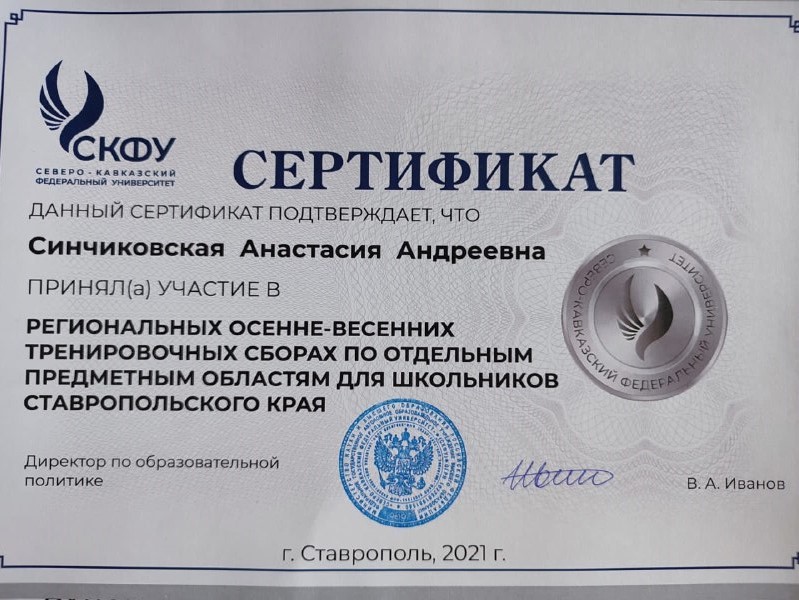 СКФУ
СЕВЕРО-КАВКАЗСКИЙ
ФЕДЕРАЛЬНЫЙ УНИВЕРСИТЕТ
СЕРТИФИКАТ
ДАННЫЙ СЕРТИФИКАТ ПОДТВЕРЖДАЕТ, ЧТО
Синчиковская Анастасия Андреевна
ПРИНЯЛ(а) УЧАСТИЕ В
РЕГИОНАЛЬНЫХ ОСЕННЕ-ВЕСЕННИХ
ТРЕНИРОВОЧНЫХ СБОРАХ ПО ОТДЕЛЬНЫМ
ПРЕДМЕТНЫМ ОБЛАСТЯМ ДЛЯ ШКОЛЬНИКОВ
СТАВРОПОЛЬСКОГО КРАЯ
СЕВЕРО-КАВКАЗСКИЙ ФЕДЕРАЛЬНЫЙ УНИВЕРСИТЕТ
Директор по образовательной
политике
В. А. Иванов
г. Ставрополь, 2021 г.